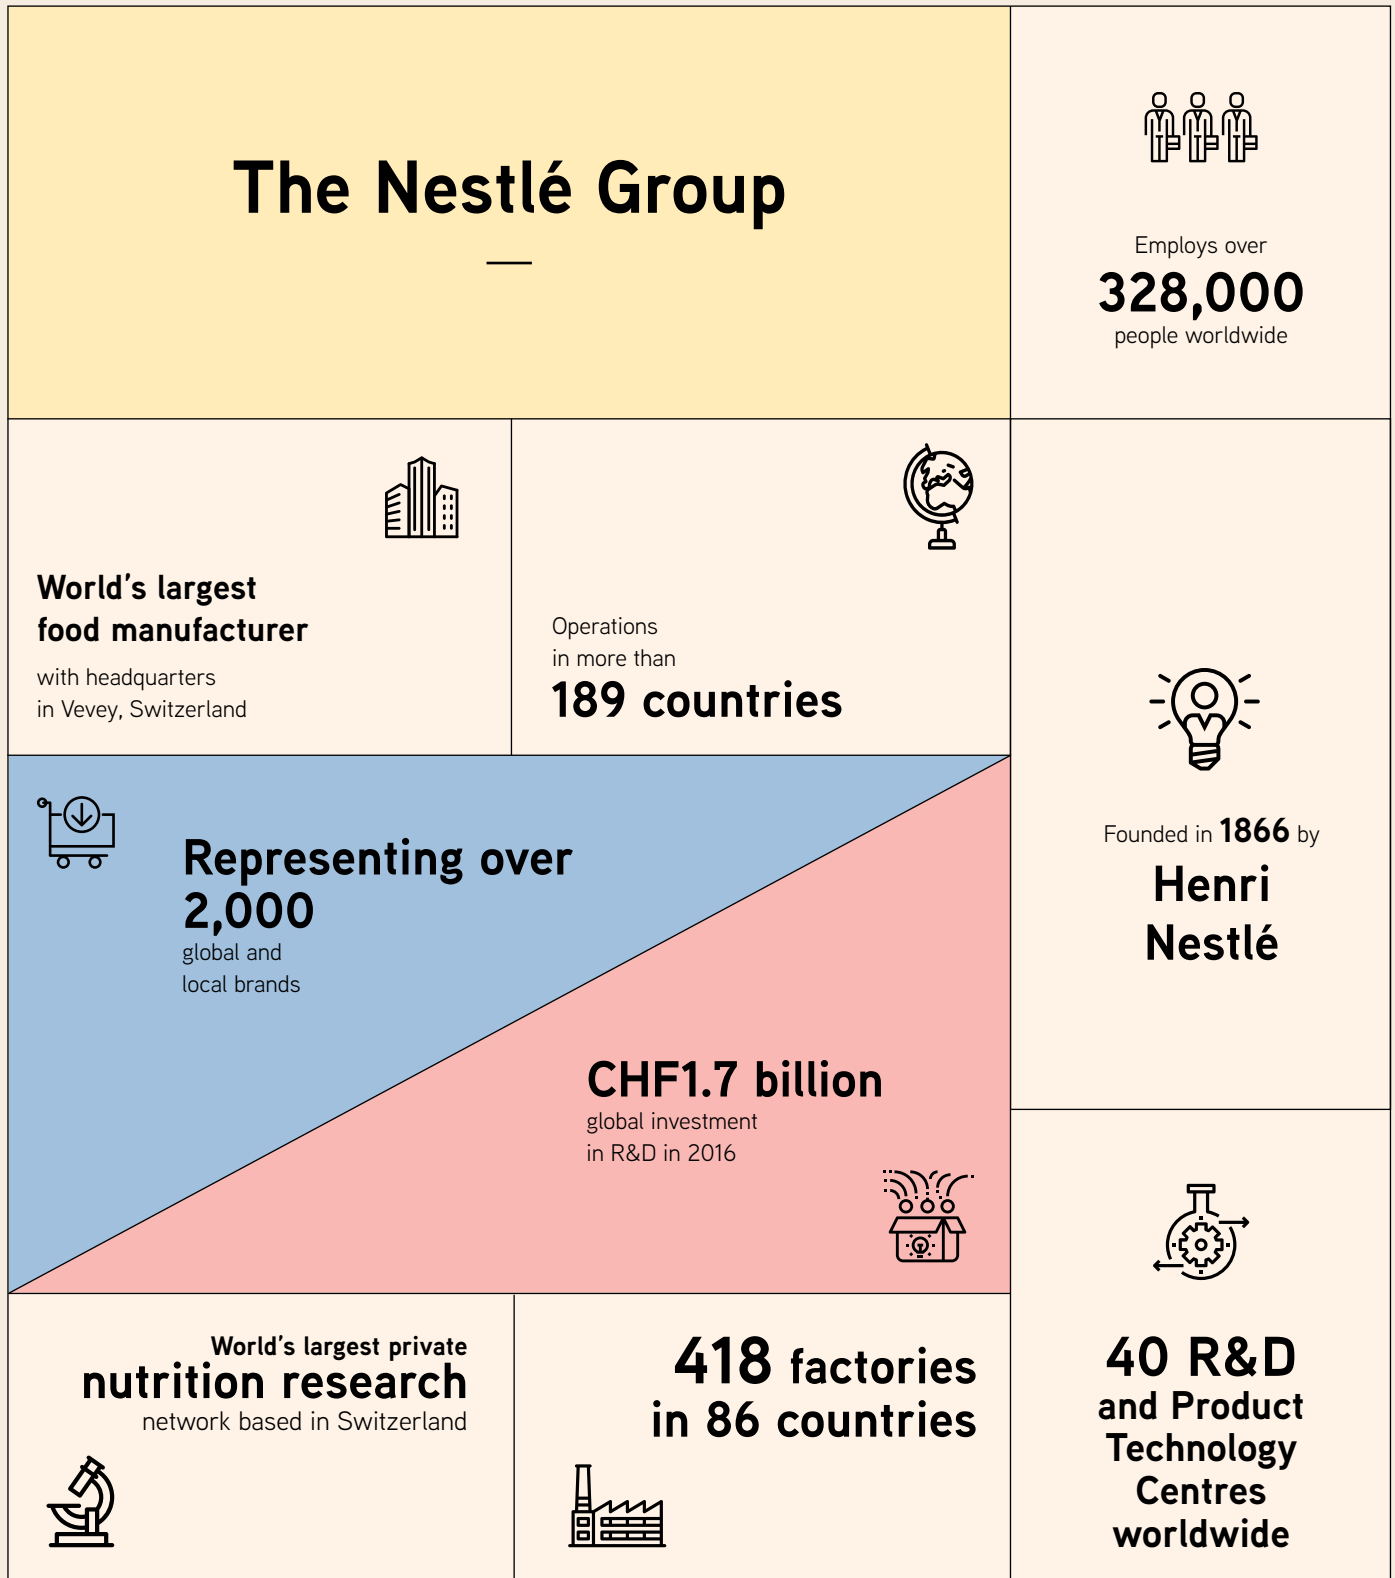 The Nestlé Group
Employs over
328,000
people worldwide
World's largest
food manufacturer
with headquarters
in Vevey, Switzerland
Operations
in more than
189 countries
Founded in 1866 by
Henri
Nestlé
Representing over
2,000
global and
local brands
CHF1.7 billion
global investment
in R&D in 2016
World's largest private
nutrition research
network based in Switzerland
418 factories
in 86 countries
40 R&D
and Product
Technology
Centres
worldwide